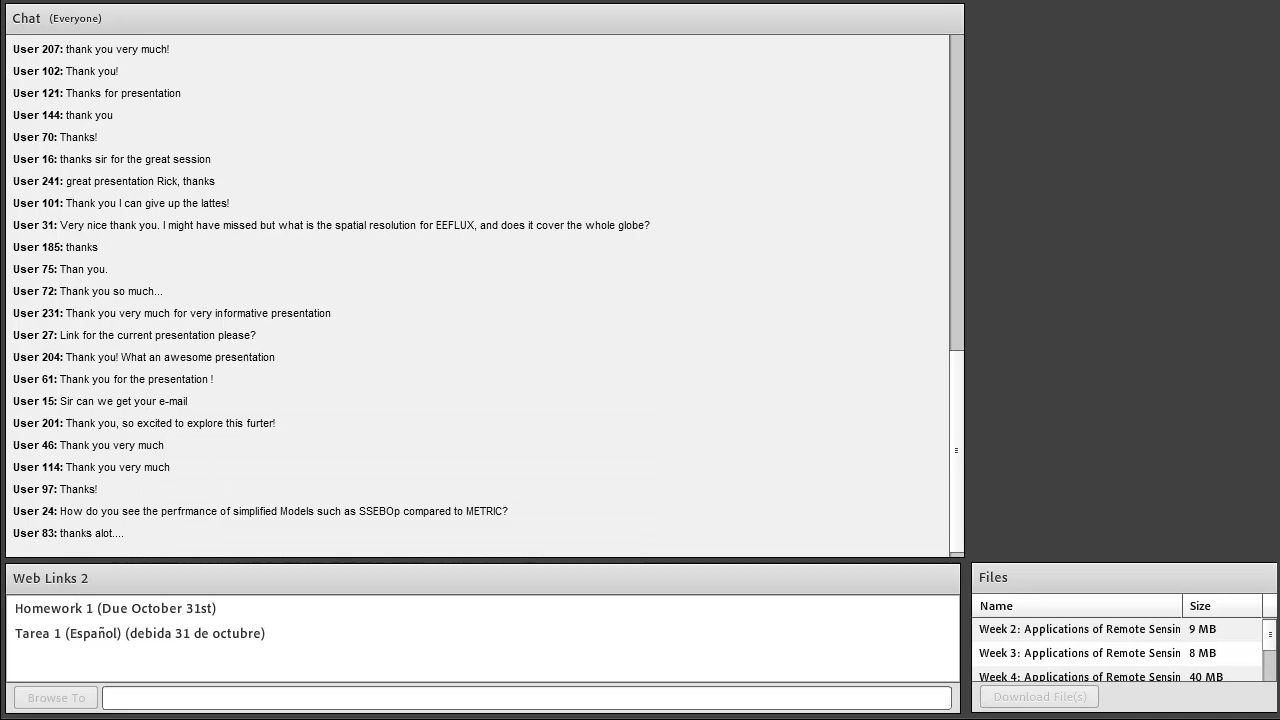 Chat (Everyone)
User 207: thank you very much!
User 102: Thank you!
User 121: Thanks for presentation
User 144: thank you
User 70: Thanks!
User 16: thanks sir for the great session
User 241: great presentation Rick, thanks
User 101: Thank you I can give up the lattes!
User 31: Very nice thank you. I might have missed but what is the spatial resolution for EEFLUX, and does it cover the whole globe?
User 185: thanks
User 75: Than you.
User 72: Thank you so much...
User 231: Thank you very much for very informative presentation
User 27: Link for the current presentation please?
User 204: Thank you! What an awesome presentation
User 61: Thank you for the presentation !
User 15: Sir can we get your e-mail
User 201: Thank you, so excited to explore this furter!
User 46: Thank you very much
User 114: Thank you very much
User 97: Thanks!
User 24: How do you see the perfrmance of simplified Models such as SSEBOp compared to METRIC?
User 83: thanks alot....
Web Links 2
Homework 1 (Due October 31st)
Tarea 1 (Español) (debida 31 de octubre)
Browse To
Files
Name Size
Week 2: Applications of Remote Sensin 9 MB
Week 3: Applications of Remote Sensin 8 MB
Week 4: Applications of Remote Sensin 40 MB
Download File(s)